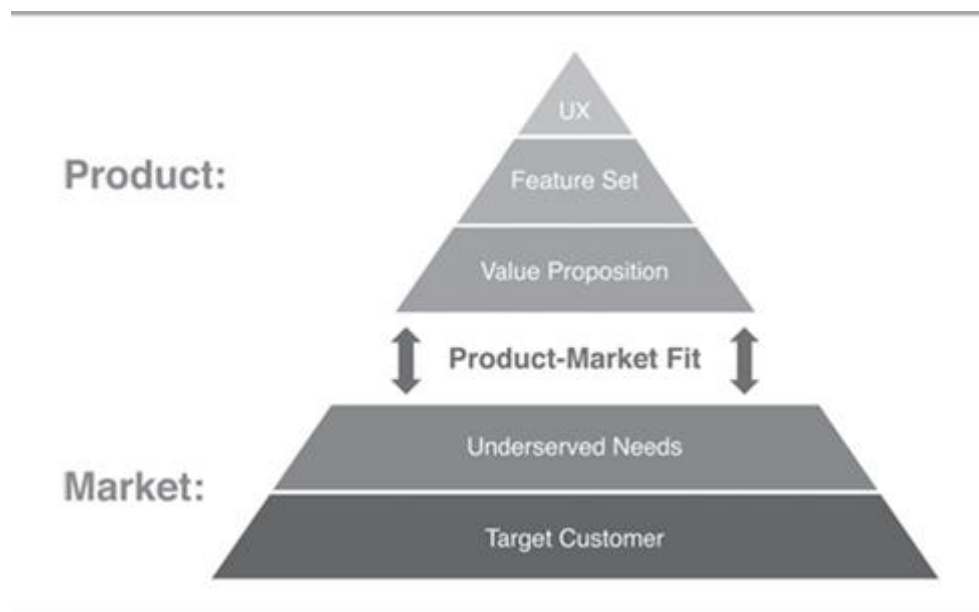 UX
Product:
Feature Set
Value Proposition
Product-Market Fit
Underserved Needs
Market:
Target Customer